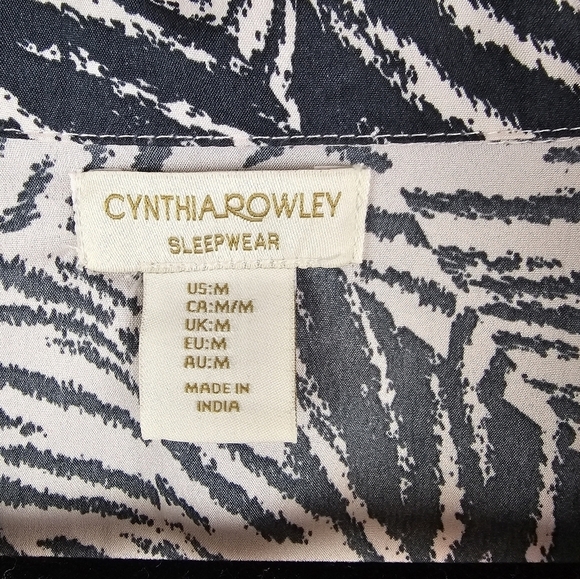 CYNTHIA ROWLEY
SLEEPWEAR
US:M
CA:M/M
UK:M
EU:M
AU:M
MADE IN
INDIA